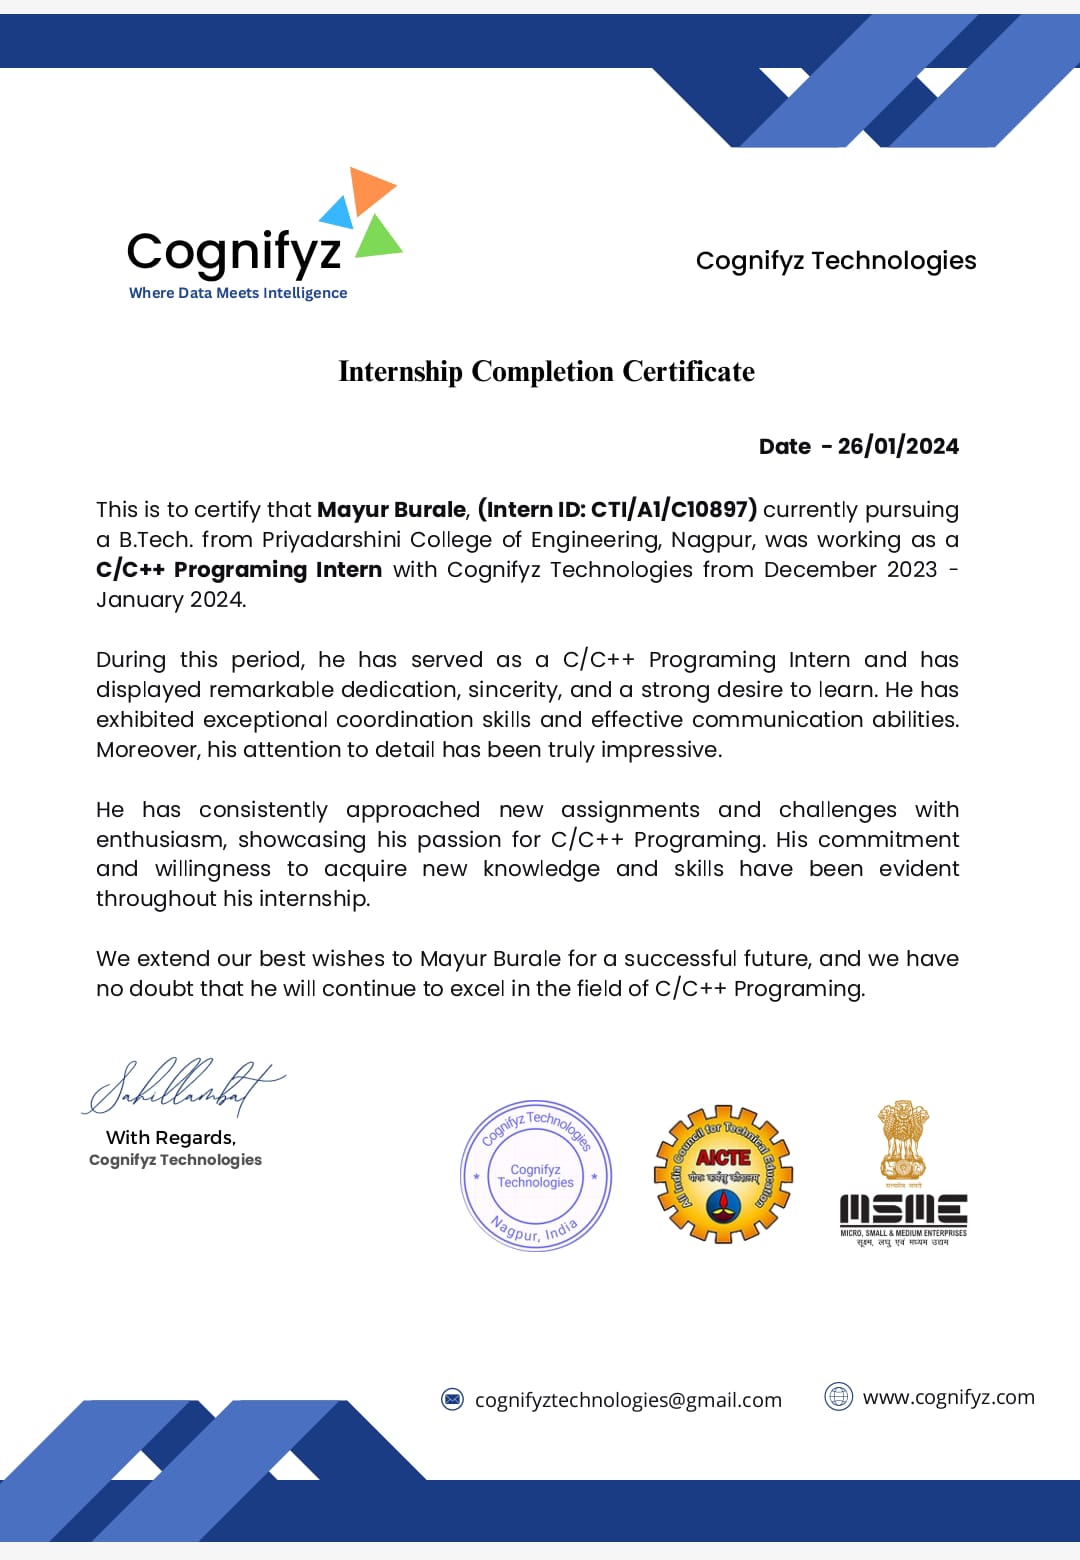 Cognifyz
Where Data Meets Intelligence
Cognifyz Technologies
Internship Completion Certificate
Date - 26/01/2024
This is to certify that Mayur Burale, (Intern ID: CTI/A1/C10897) currently pursuing
a B.Tech. from Priyadarshini College of Engineering, Nagpur, was working as a
C/C++ Programing Intern with Cognifyz Technologies from December 2023 -
January 2024.
During this period, he has served as a C/C++ Programing Intern and has
displayed remarkable dedication, sincerity, and a strong desire to learn. He has
exhibited exceptional coordination skills and effective communication abilities.
Moreover, his attention to detail has been truly impressive.
He has consistently approached new assignments and challenges with
enthusiasm, showcasing his passion for C/C++ Programing. His commitment
and willingness to acquire new knowledge and skills have been evident
throughout his internship.
We extend our best wishes to Mayur Burale for a successful future, and we have
no doubt that he will continue to excel in the field of C/C++ Programing.
With Regards,
Cognifyz Technologies
Cognifyz Technologies
Cognifyz
Technologies
Nagpur, India
All India Council for Technical Education
AICTE
योगः कर्मसु कौशलम्
सत्यमेव जयते
MSME
MICRO, SMALL & MEDIUM ENTERPRISES
सूक्ष्म, लघु एवं मध्यम उद्यम
cognifyztechnologies@gmail.com
www.cognifyz.com